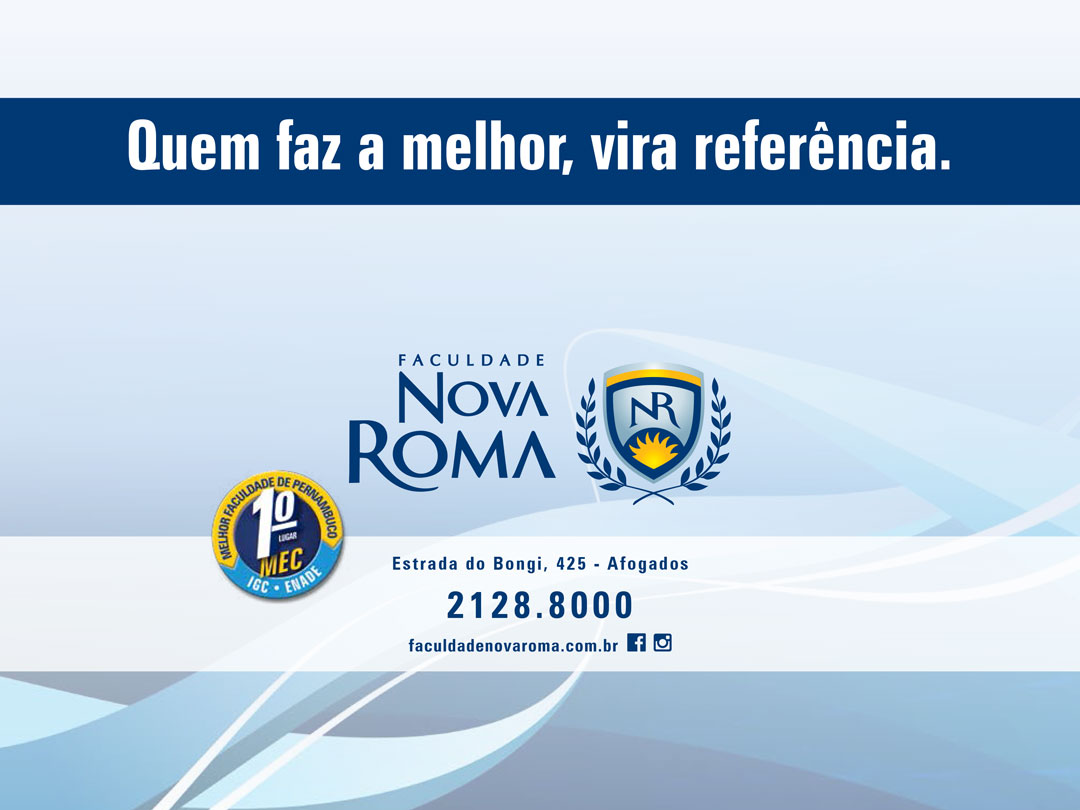 Quem faz a melhor, vira referência.
FACULDADE
NOVA
ROMA
NR
MELHOR FACULDADE DE PERNAMBUCO
1º
LUGAR
MEC
IGC • ENADE
Estrada do Bongi, 425 - Afogados
2128.8000
faculdadenovaroma.com.br